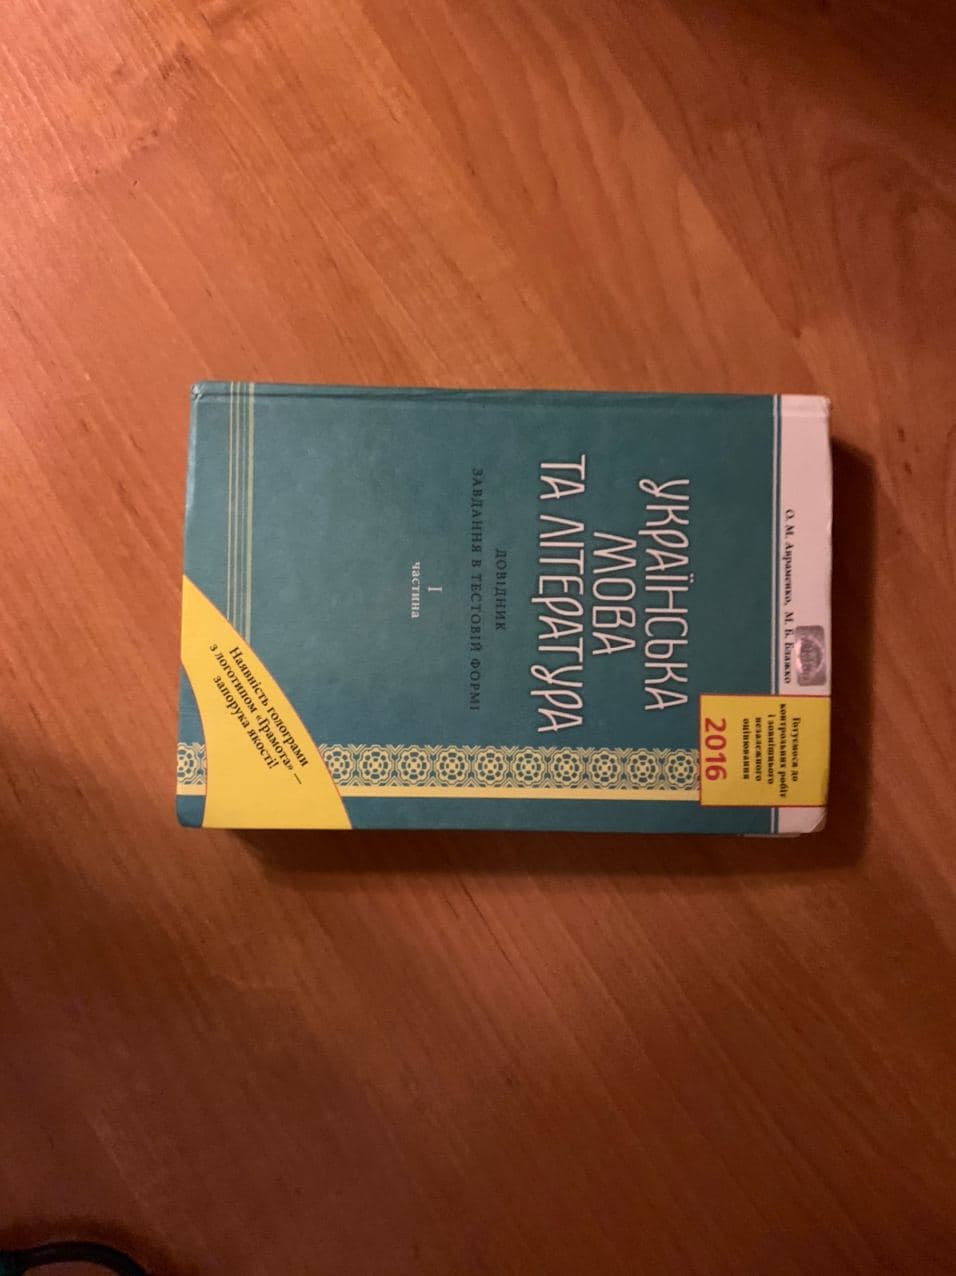 О. М. Авраменко, М. Б. Блажко
Готуємося до
контрольних робіт
і зовнішнього
незалежного
оцінювання
2016
УКРАЇНСЬКА
МОВА
ТА ЛІТЕРАТУРА
ДОВІДНИК
ЗАВДАННЯ В ТЕСТОВІЙ ФОРМІ
I
частина
Наявність голограми
з логотипом «Грамота» —
запорука якості!